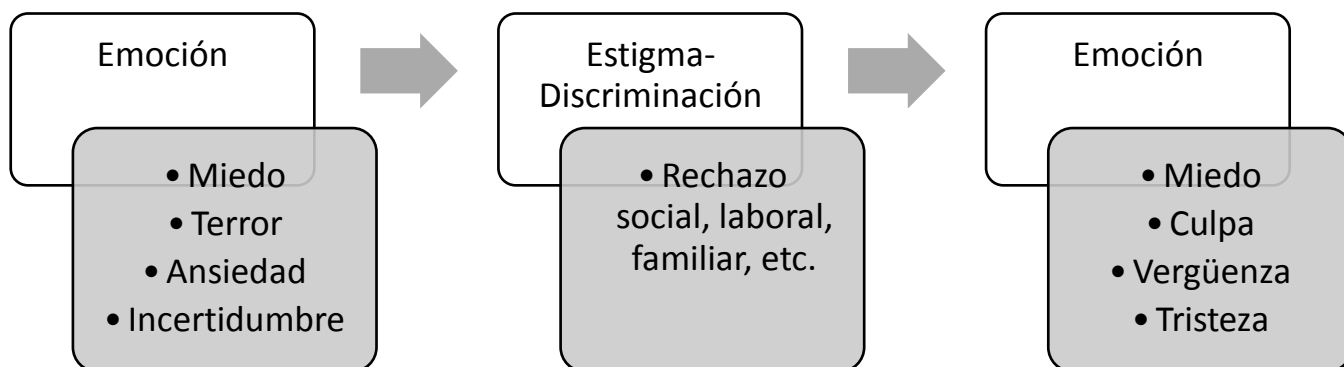 Emoción
• Miedo
• Terror
• Ansiedad
• Incertidumbre
Estigma-
Discriminación
• Rechazo
social, laboral,
familiar, etc.
Emoción
• Miedo
• Culpa
• Vergüenza
• Tristeza